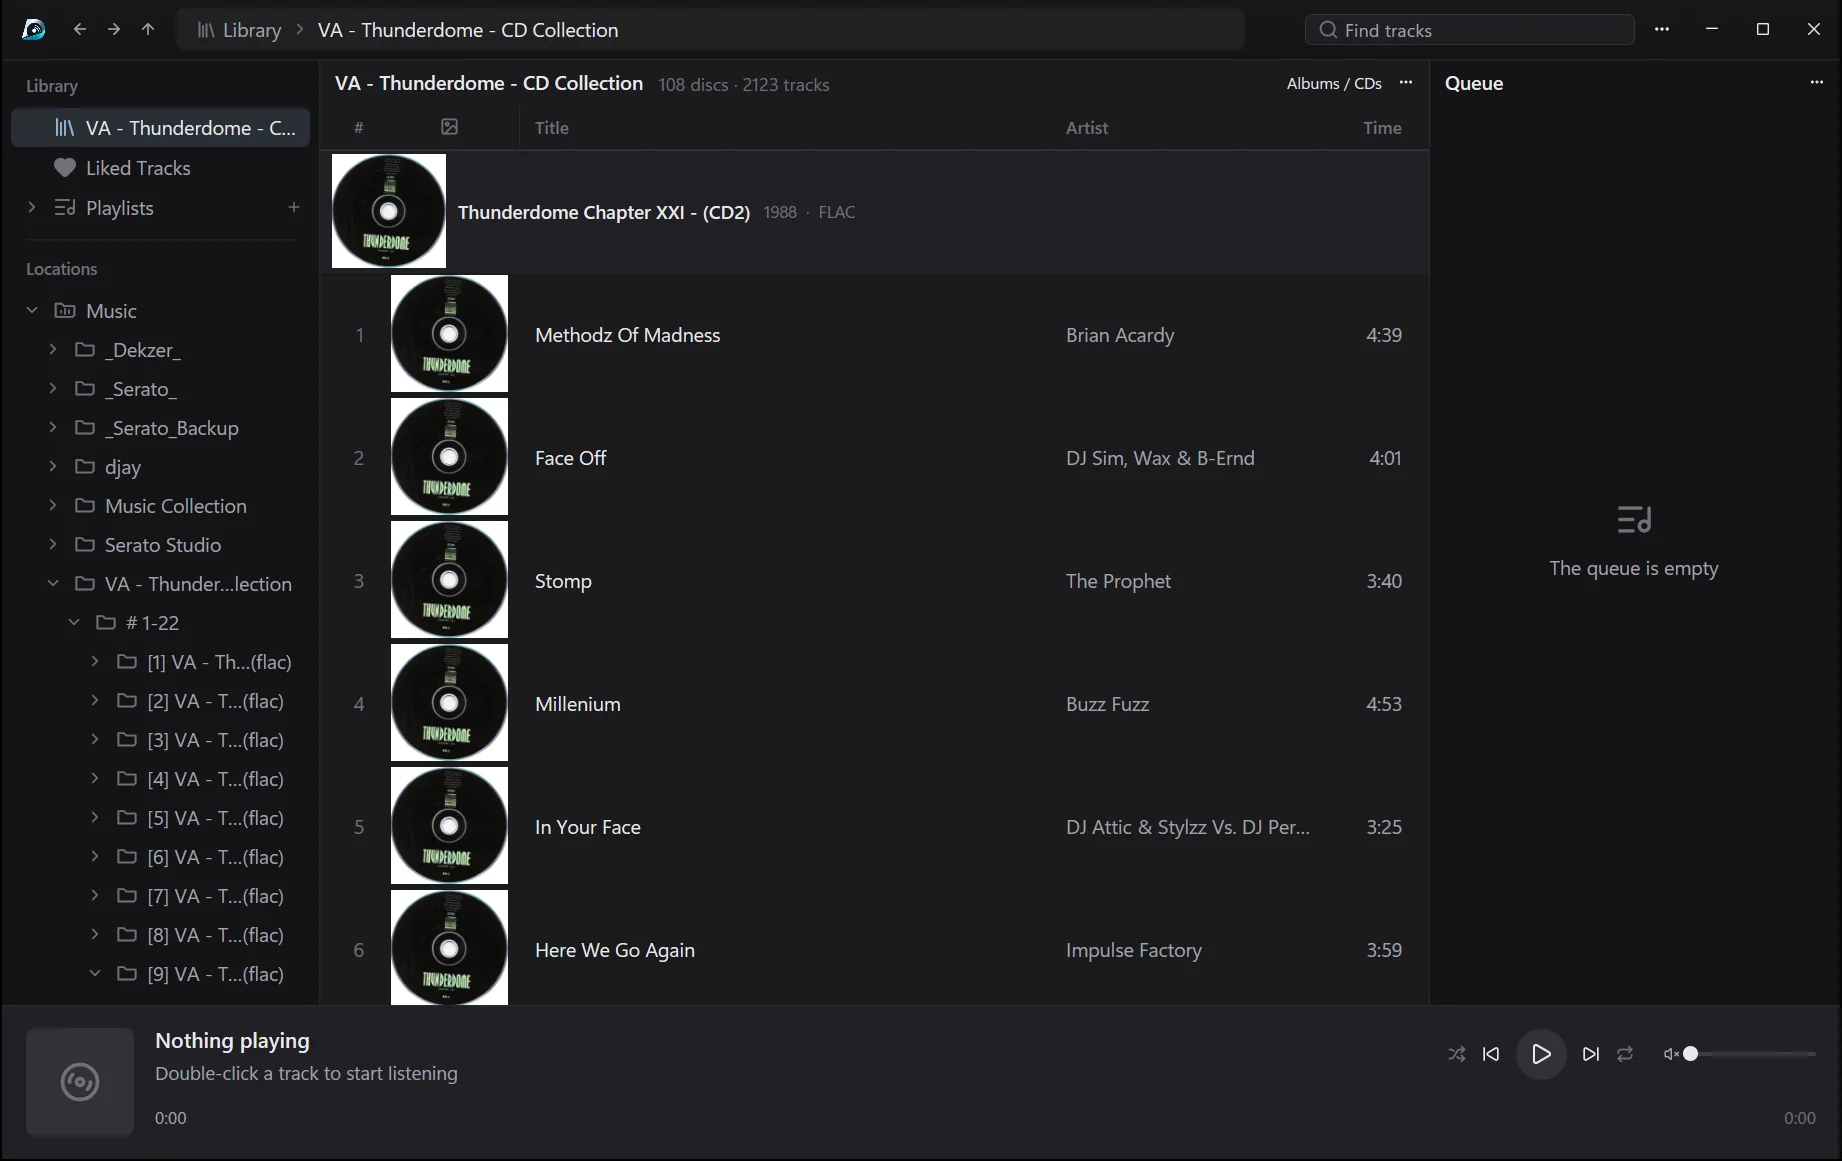 Library > VA - Thunderdome - CD Collection
Find tracks
Library
VA - Thunderdome - C...
Liked Tracks
Playlists
Locations
Music
_Dekzer_
_Serato_
_Serato_Backup
djay
Music Collection
Serato Studio
VA - Thunder...lection
# 1-22
[1] VA - Th...(flac)
[2] VA - T...(flac)
[3] VA - T...(flac)
[4] VA - T...(flac)
[5] VA - T...(flac)
[6] VA - T...(flac)
[7] VA - T...(flac)
[8] VA - T...(flac)
[9] VA - T...(flac)
VA - Thunderdome - CD Collection 108 discs · 2123 tracks Albums / CDs
# Title Artist Time
THUNDERDOME
Thunderdome Chapter XXI - (CD2) 1988 · FLAC
THUNDERDOME
1 Methodz Of Madness Brian Acardy 4:39
THUNDERDOME
2 Face Off DJ Sim, Wax & B-Ernd 4:01
THUNDERDOME
3 Stomp The Prophet 3:40
THUNDERDOME
4 Millenium Buzz Fuzz 4:53
THUNDERDOME
5 In Your Face DJ Attic & Stylzz Vs. DJ Per... 3:25
THUNDERDOME
6 Here We Go Again Impulse Factory 3:59
THUNDERDOME
Queue
The queue is empty
Nothing playing
Double-click a track to start listening
0:00
0:00